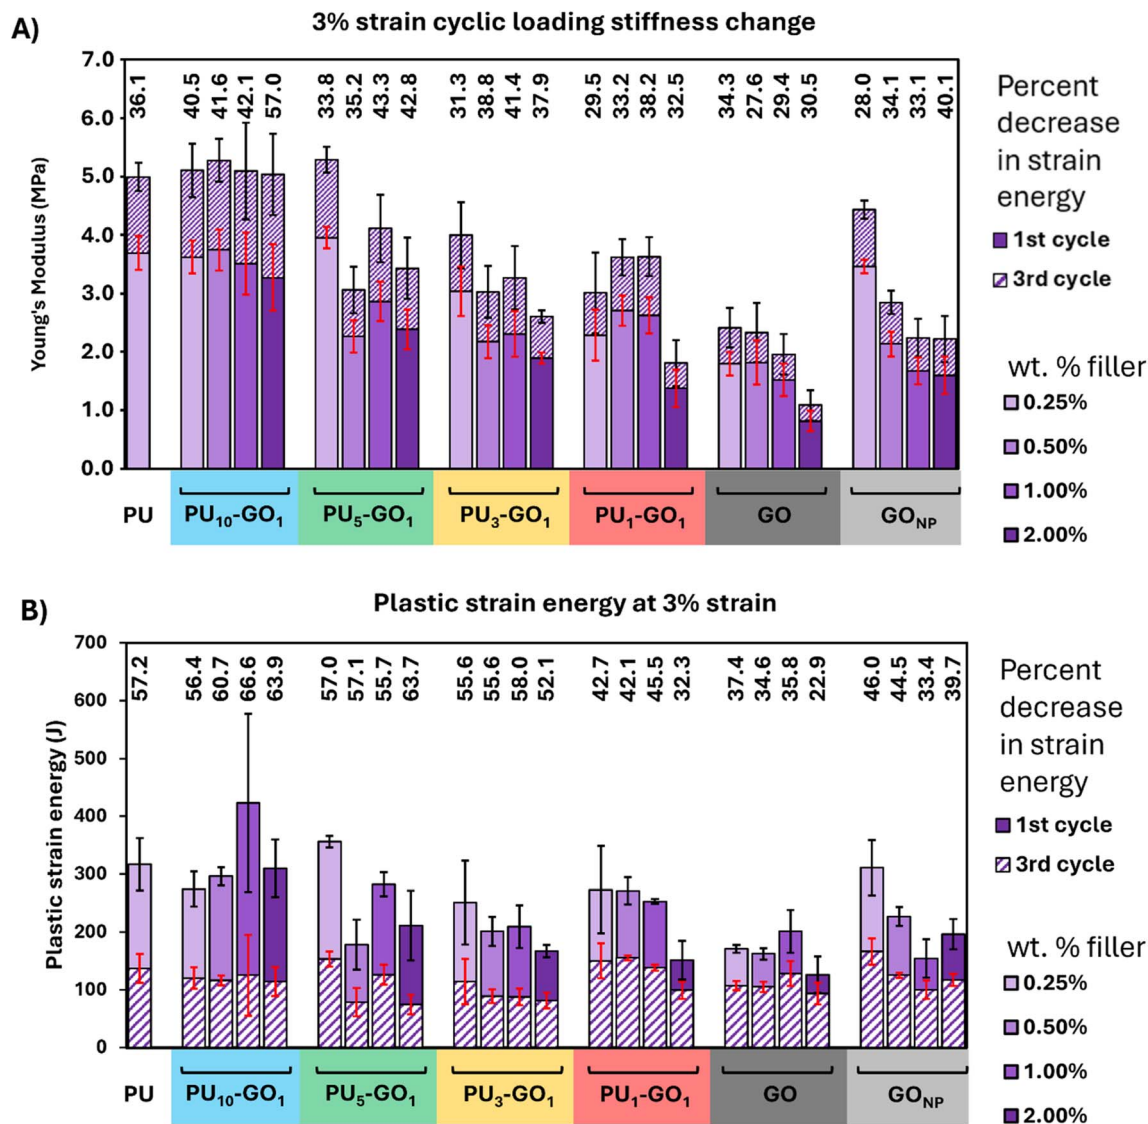 A)
3% strain cyclic loading stiffness change
Young's Modulus (MPa)
7.0
6.0
5.0
4.0
3.0
2.0
1.0
0.0
36.1
40.5
41.6
42.1
57.0
33.8
35.2
43.3
42.8
31.3
38.8
41.4
37.9
29.5
33.2
38.2
32.5
34.3
27.6
29.4
30.5
28.0
34.1
33.1
40.1
PU
PU10-GO1
PU5-GO1
PU3-GO1
PU1-GO1
GO
GONP
Percent
decrease
in strain
energy
1st cycle
3rd cycle
wt. % filler
0.25%
0.50%
1.00%
2.00%
B)
Plastic strain energy at 3% strain
Plastic strain energy (J)
700
600
500
400
300
200
100
0
57.2
56.4
60.7
66.6
63.9
57.0
57.1
55.7
63.7
55.6
55.6
58.0
52.1
42.7
42.1
45.5
32.3
37.4
34.6
35.8
22.9
46.0
44.5
33.4
39.7
PU
PU10-GO1
PU5-GO1
PU3-GO1
PU1-GO1
GO
GONP
Percent
decrease
in strain
energy
1st cycle
3rd cycle
wt. % filler
0.25%
0.50%
1.00%
2.00%